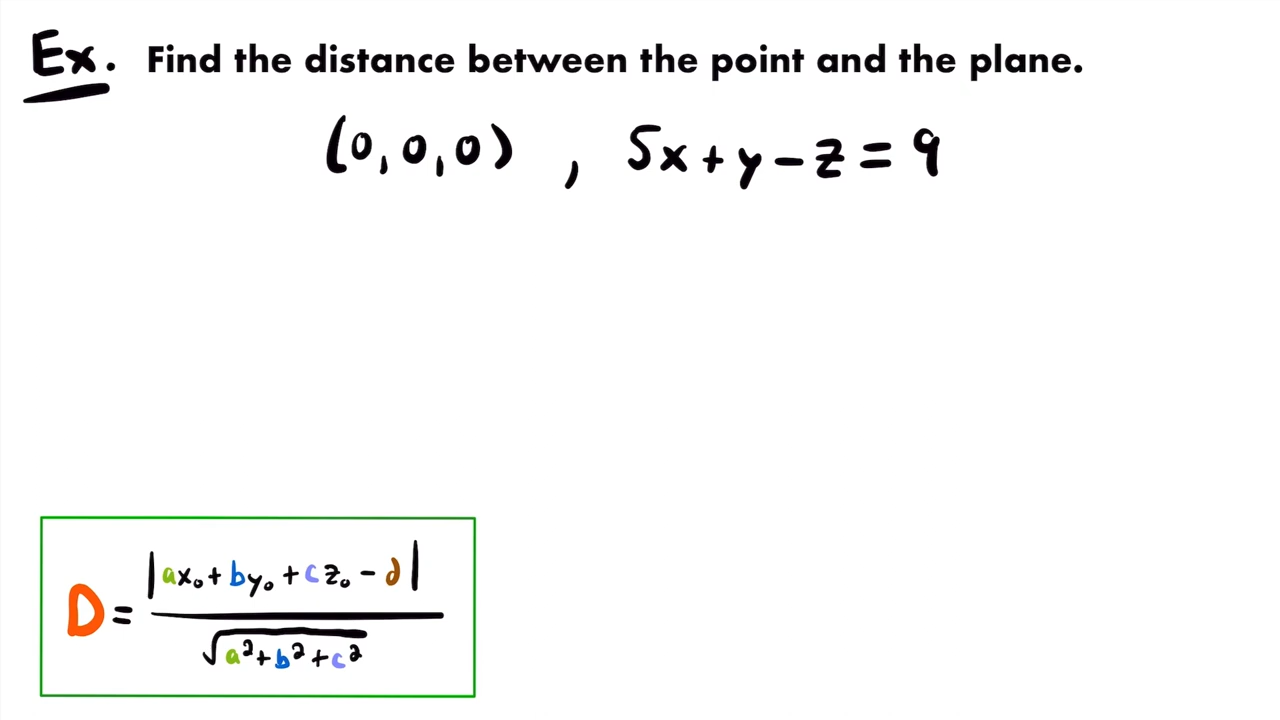 Ex. Find the distance between the point and the plane.
(0,0,0) , 5x+y-z=9
D = |ax₀+by₀+cz₀-d| / √a²+b²+c²